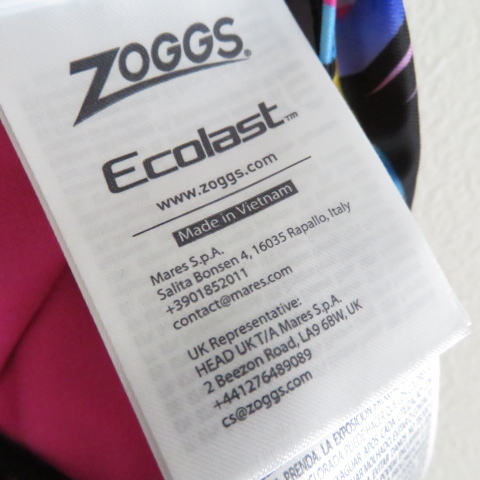 ZOGGS®
Ecolast™
www.zoggs.com
Made in Vietnam
Mares S.p.A.
Salita Bonsen 4, 16035 Rapallo, Italy
+3901852011
contact@mares.com
UK Representative:
HEAD UK T/A Mares S.p.A.
2 Beezon Road, LA9 6BW, UK
+441276489089
cs@zoggs.com
PRENDA. LA EXPOSICION